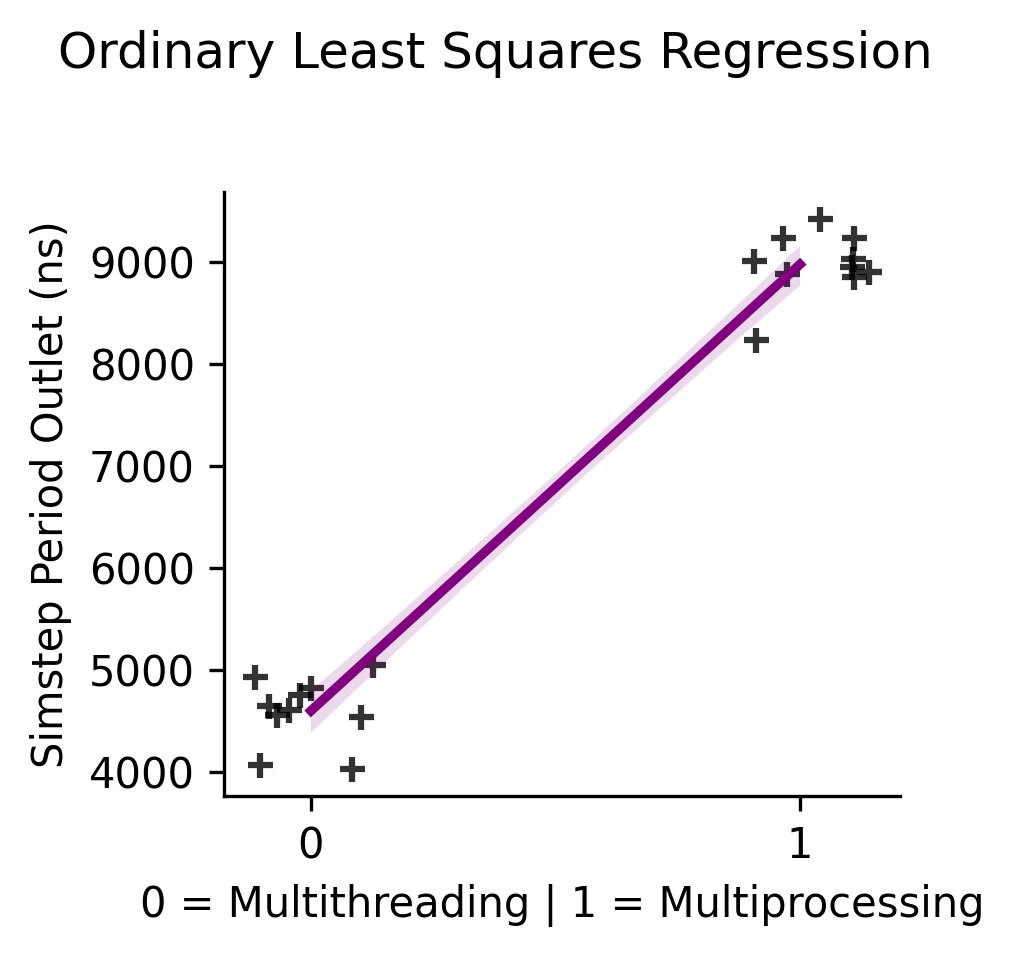 Ordinary Least Squares Regression
Simstep Period Outlet (ns)
9000
8000
7000
6000
5000
4000
0 1
0 = Multithreading | 1 = Multiprocessing